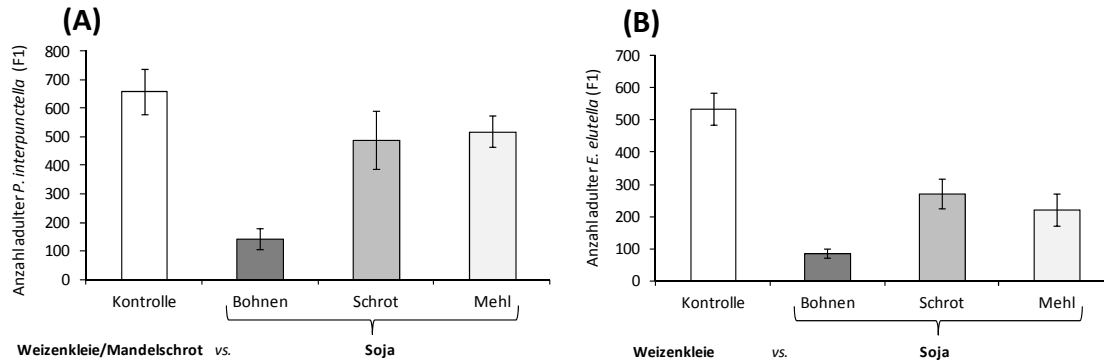 (A)
Anzahl adulter P. interpunctella (F1)
800
700
600
500
400
300
200
100
0
Kontrolle Bohnen Schrot Mehl
Weizenkleie/Mandelschrot vs. Soja
(B)
Anzahl adulter E. elutella (F1)
700
600
500
400
300
200
100
0
Kontrolle Bohnen Schrot Mehl
Weizenkleie vs. Soja